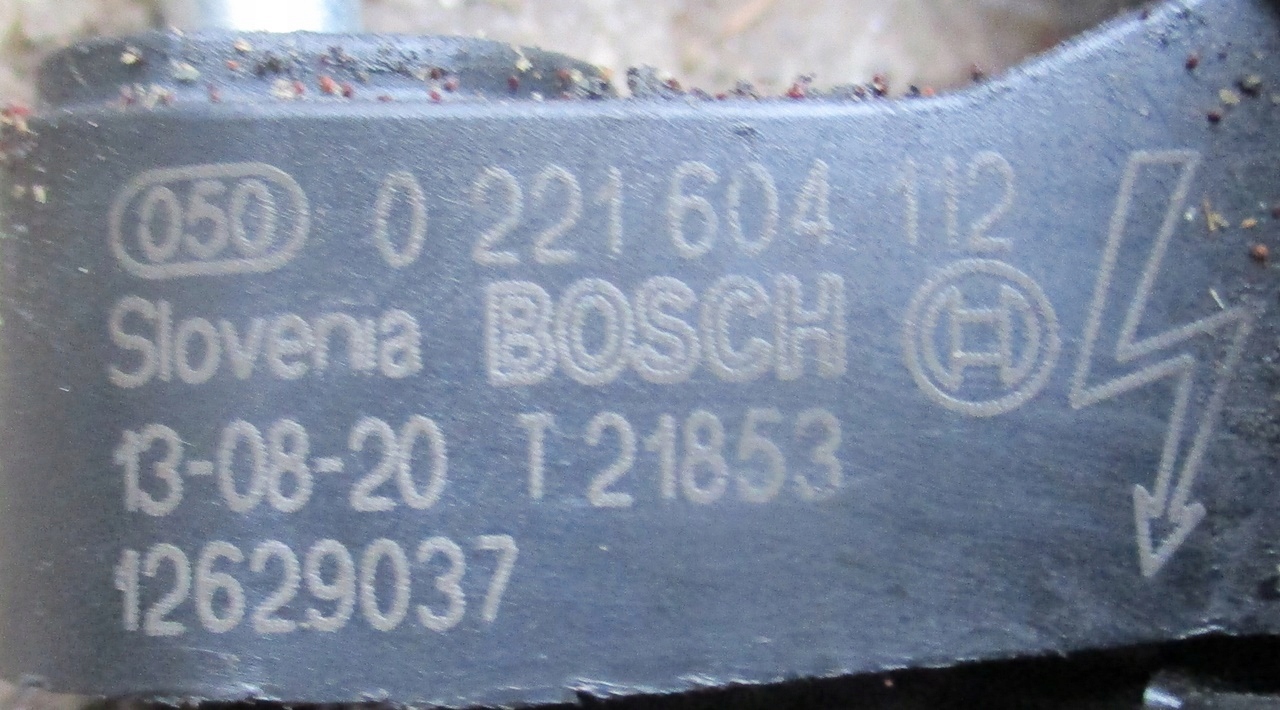 050 0 221 604 112
Slovenia BOSCH
13-08-20 T 21853
12629037